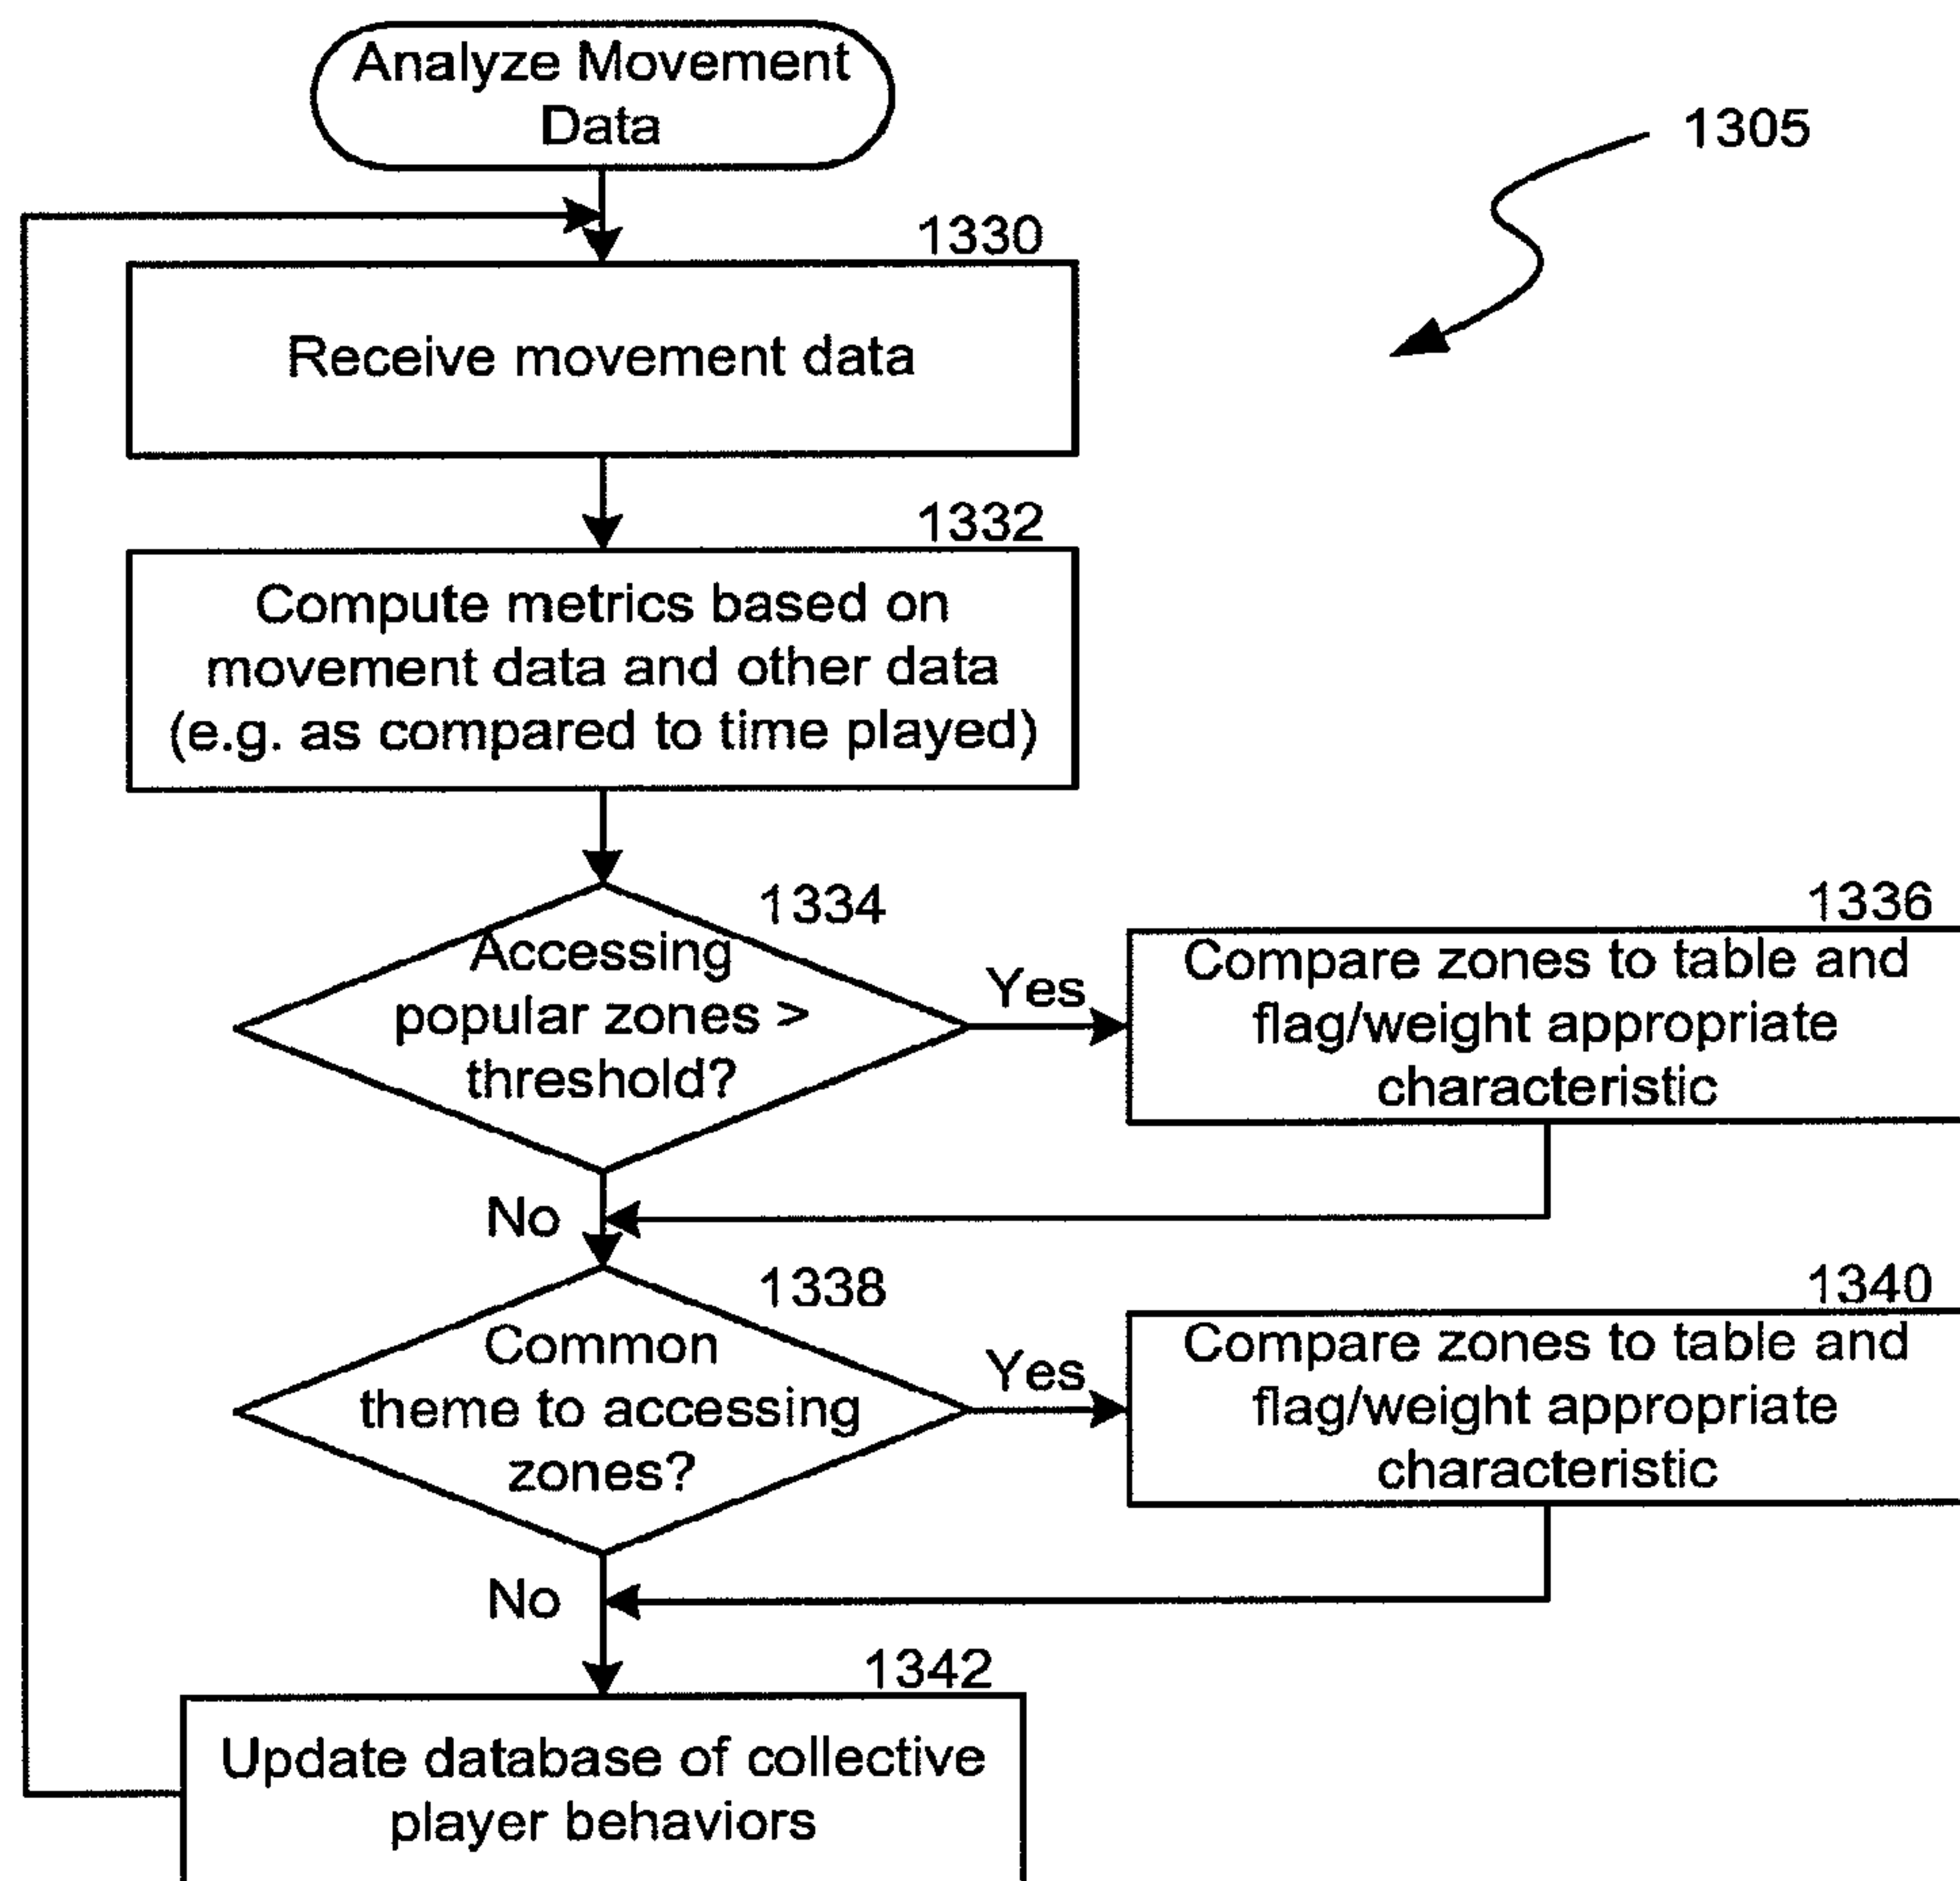 Analyze Movement
Data
1305
1330
Receive movement data
1332
Compute metrics based on
movement data and other data
(e.g. as compared to time played)
1334
Accessing
popular zones >
threshold?
Yes
1336
Compare zones to table and
flag/weight appropriate
characteristic
No
1338
Common
theme to accessing
zones?
Yes
1340
Compare zones to table and
flag/weight appropriate
characteristic
No
1342
Update database of collective
player behaviors